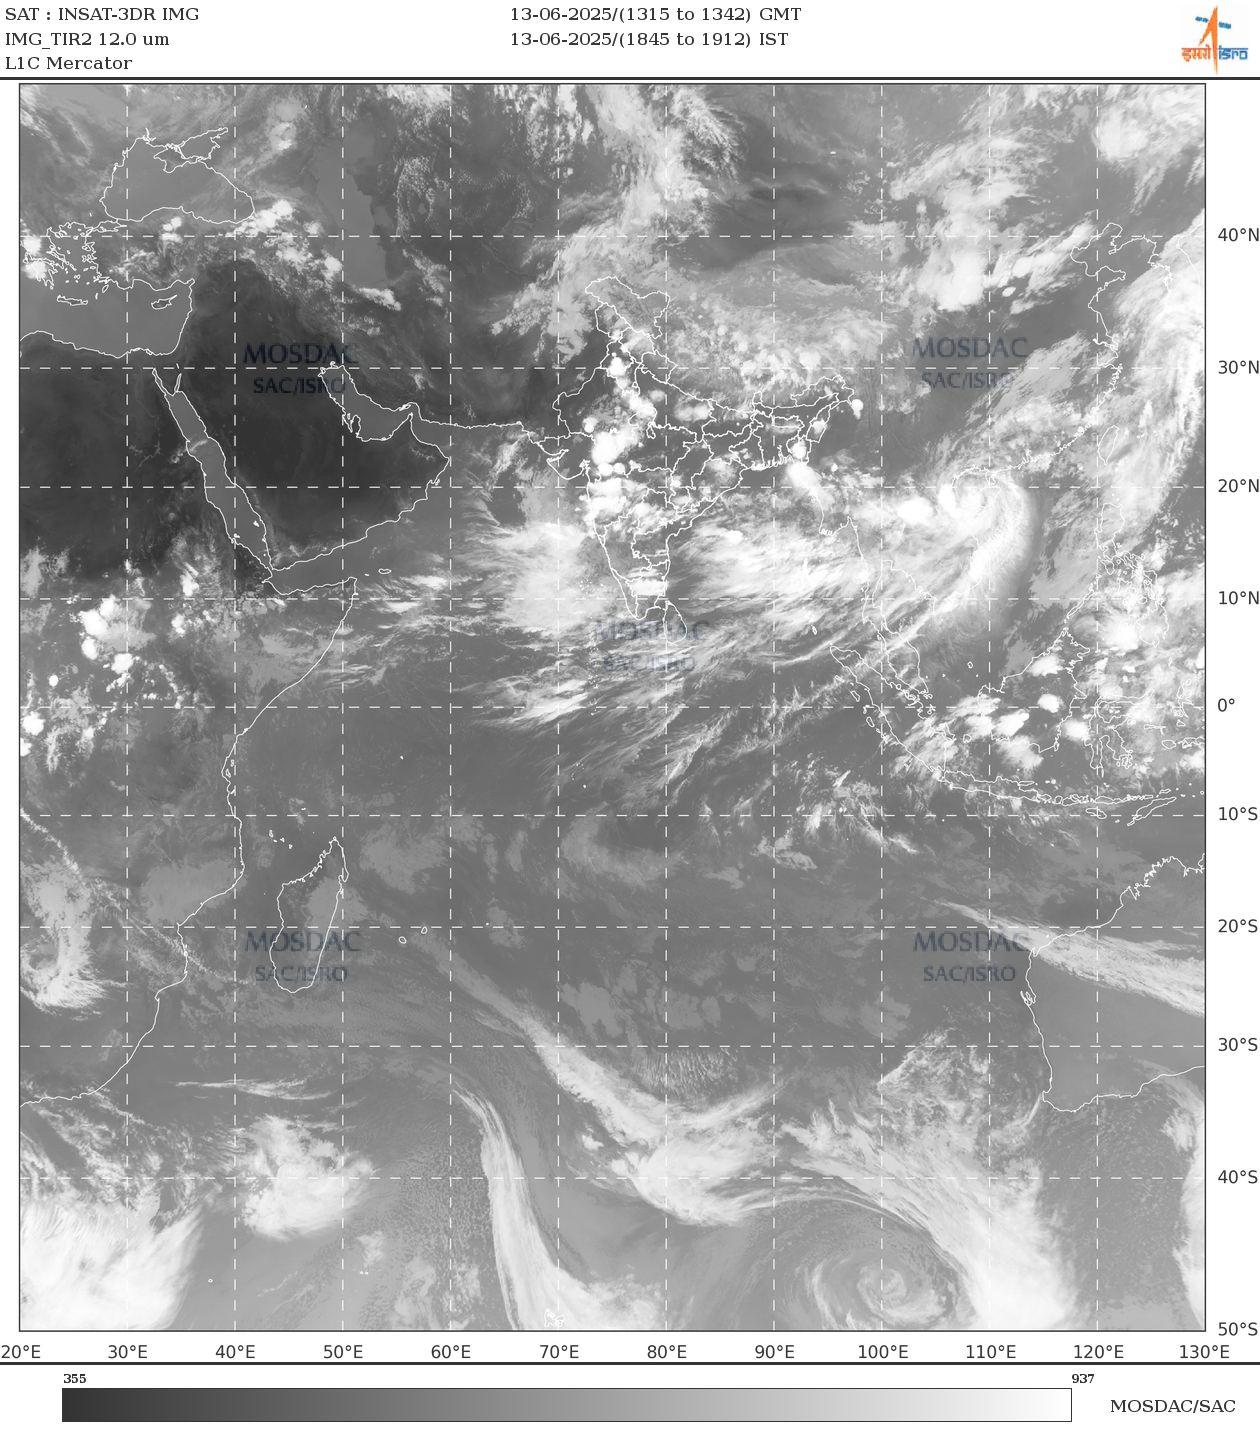 SAT : INSAT-3DR IMG
13-06-2025/(1315 to 1342) GMT
IMG_TIR2 12.0 um
13-06-2025/(1845 to 1912) IST
L1C Mercator
इसरो isro
40°N
MOSDAC
SAC/ISRO
MOSDAC
SAC/ISRO
30°N
20°N
10°N
MOSDAC
SAC/ISRO
0°
10°S
20°S
MOSDAC
SAC/ISRO
MOSDAC
SAC/ISRO
30°S
40°S
50°S
20°E 30°E 40°E 50°E 60°E 70°E 80°E 90°E 100°E 110°E 120°E 130°E
355
937
MOSDAC/SAC